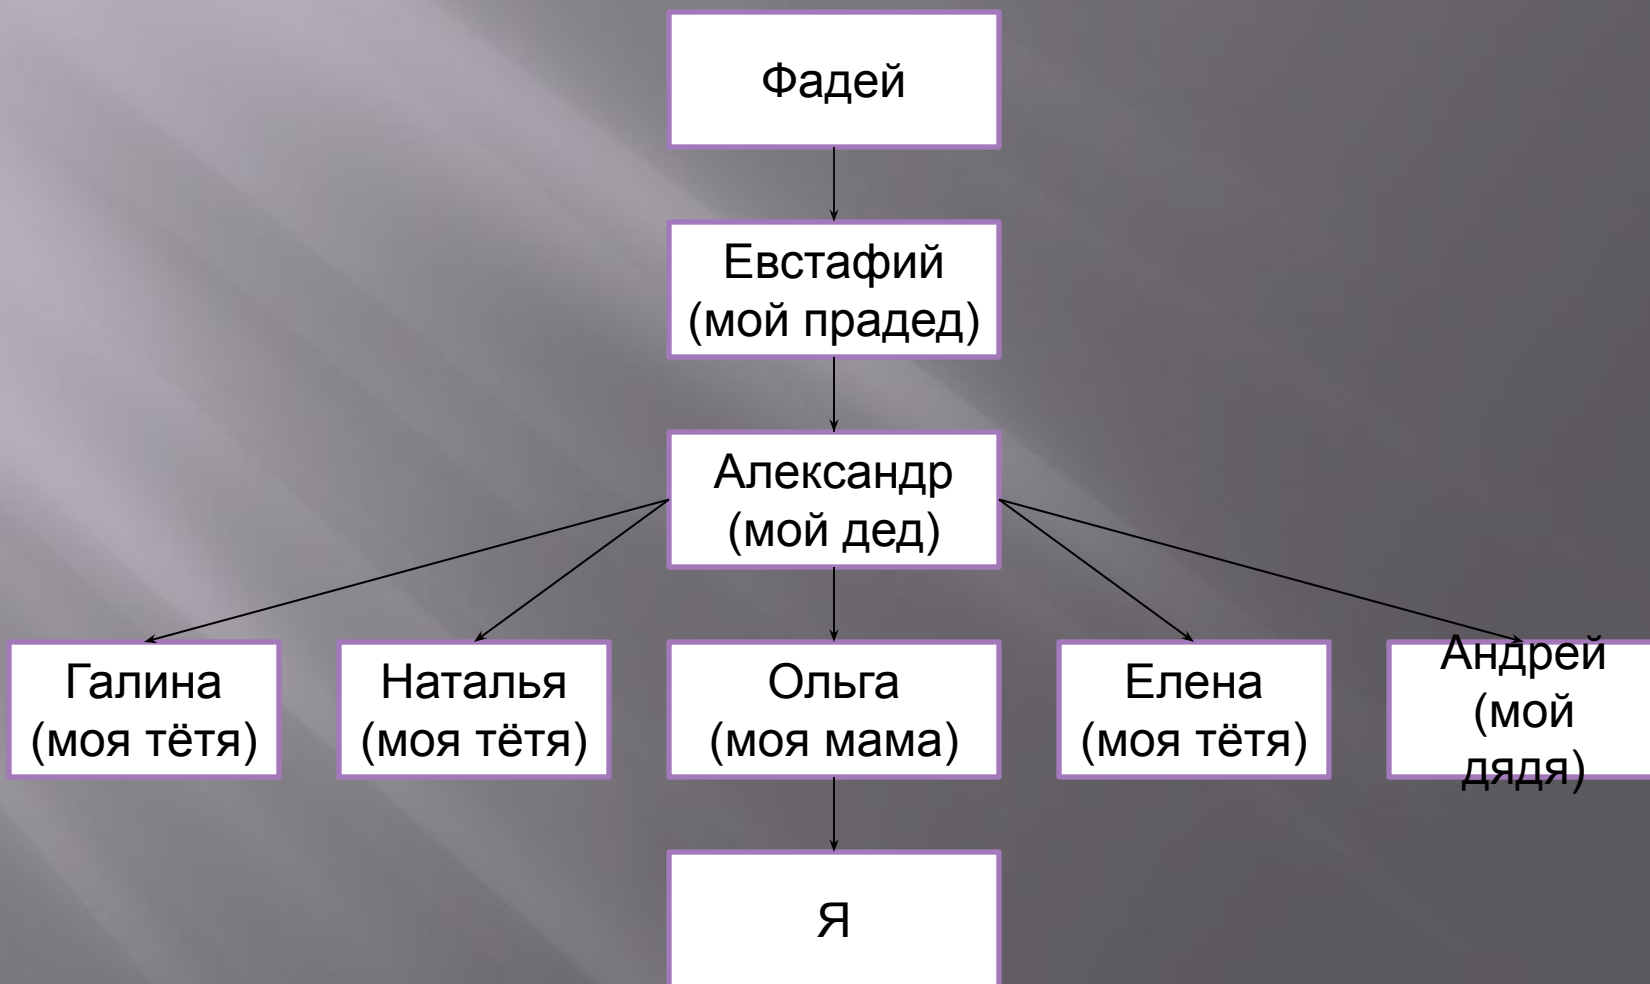 Фадей
Евстафий
(мой прадед)
Александр
(мой дед)
Галина
(моя тётя)
Наталья
(моя тётя)
Ольга
(моя мама)
Елена
(моя тётя)
Андрей
(мой
дядя)
Я